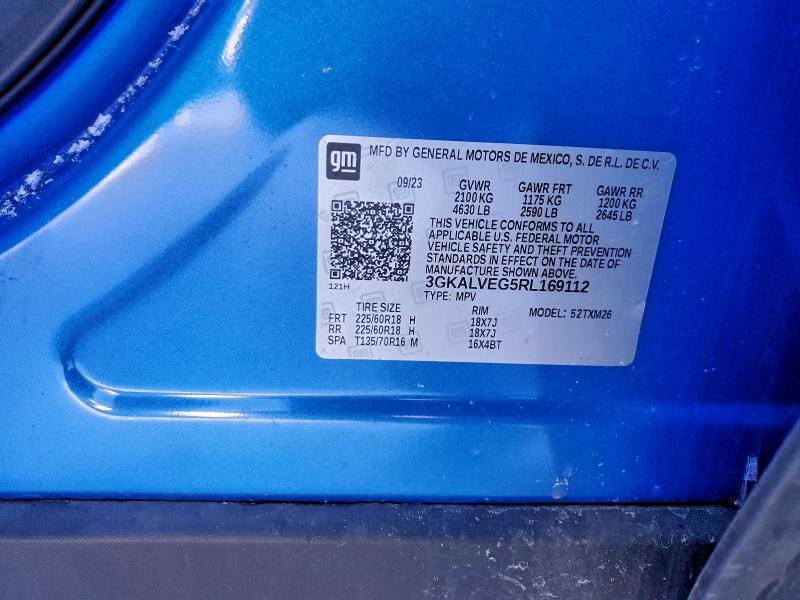 gm MFD BY GENERAL MOTORS DE MEXICO, S. DE R.L. DE C.V.
09/23 GVWR GAWR FRT GAWR RR
2100 KG 1175 KG 1200 KG
4630 LB 2590 LB 2645 LB
THIS VEHICLE CONFORMS TO ALL
APPLICABLE U.S. FEDERAL MOTOR
VEHICLE SAFETY AND THEFT PREVENTION
STANDARDS IN EFFECT ON THE DATE OF
MANUFACTURE SHOWN ABOVE.
121H 3GKALVEG5RL169112
TYPE: MPV
TIRE SIZE RIM MODEL: 52TXM26
FRT 225/60R18 H 18X7J
RR 225/60R18 H 18X7J
SPA T135/70R16 M 16X4BT